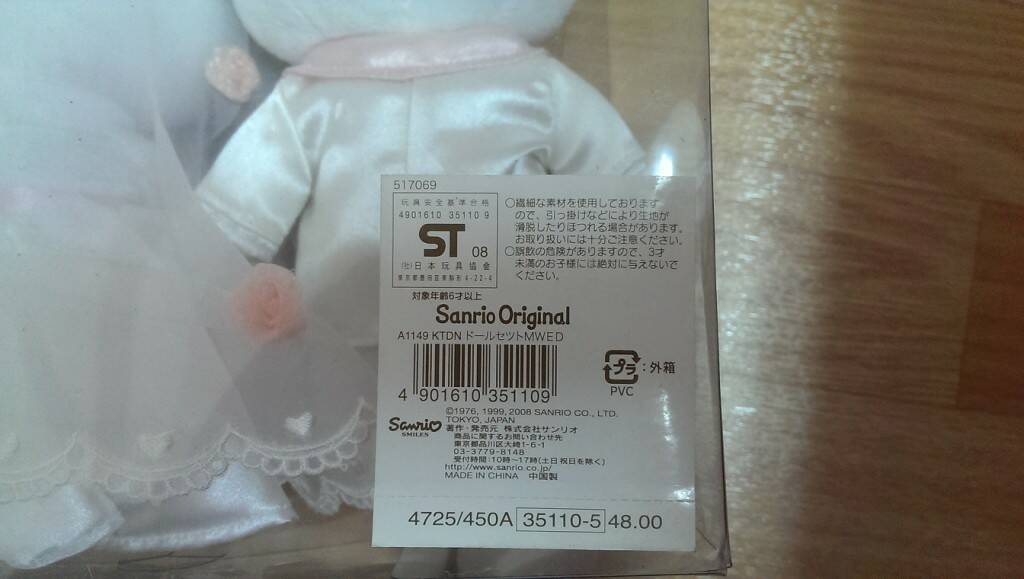 517069
玩具安全基準合格
4901610 35110 9
ST 08
(社)日本玩具協会
東京都墨田区東駒形4-22-4
○繊細な素材を使用しております
ので、引っ掛けなどにより生地が
滑脱したりほつれる場合があります。
お取り扱いには十分ご注意ください。
○誤飲の危険がありますので、3才
未満のお子様には絶対に与えないで
ください。
対象年齢6才以上
Sanrio Original
A1149 KTDN ドールセットMWED
4 901610 351109
プラ :外箱
PVC
©1976, 1999, 2008 SANRIO CO., LTD.
TOKYO, JAPAN
Sanrio SMILES
著作・発売元 株式会社サンリオ
商品に関するお問い合わせ先
東京都品川区大崎1-6-1
03-3779-8148
受付時間:10時〜17時(土日祝日を除く)
http://www.sanrio.co.jp/
MADE IN CHINA 中国製
4725/450A 35110-5 48.00